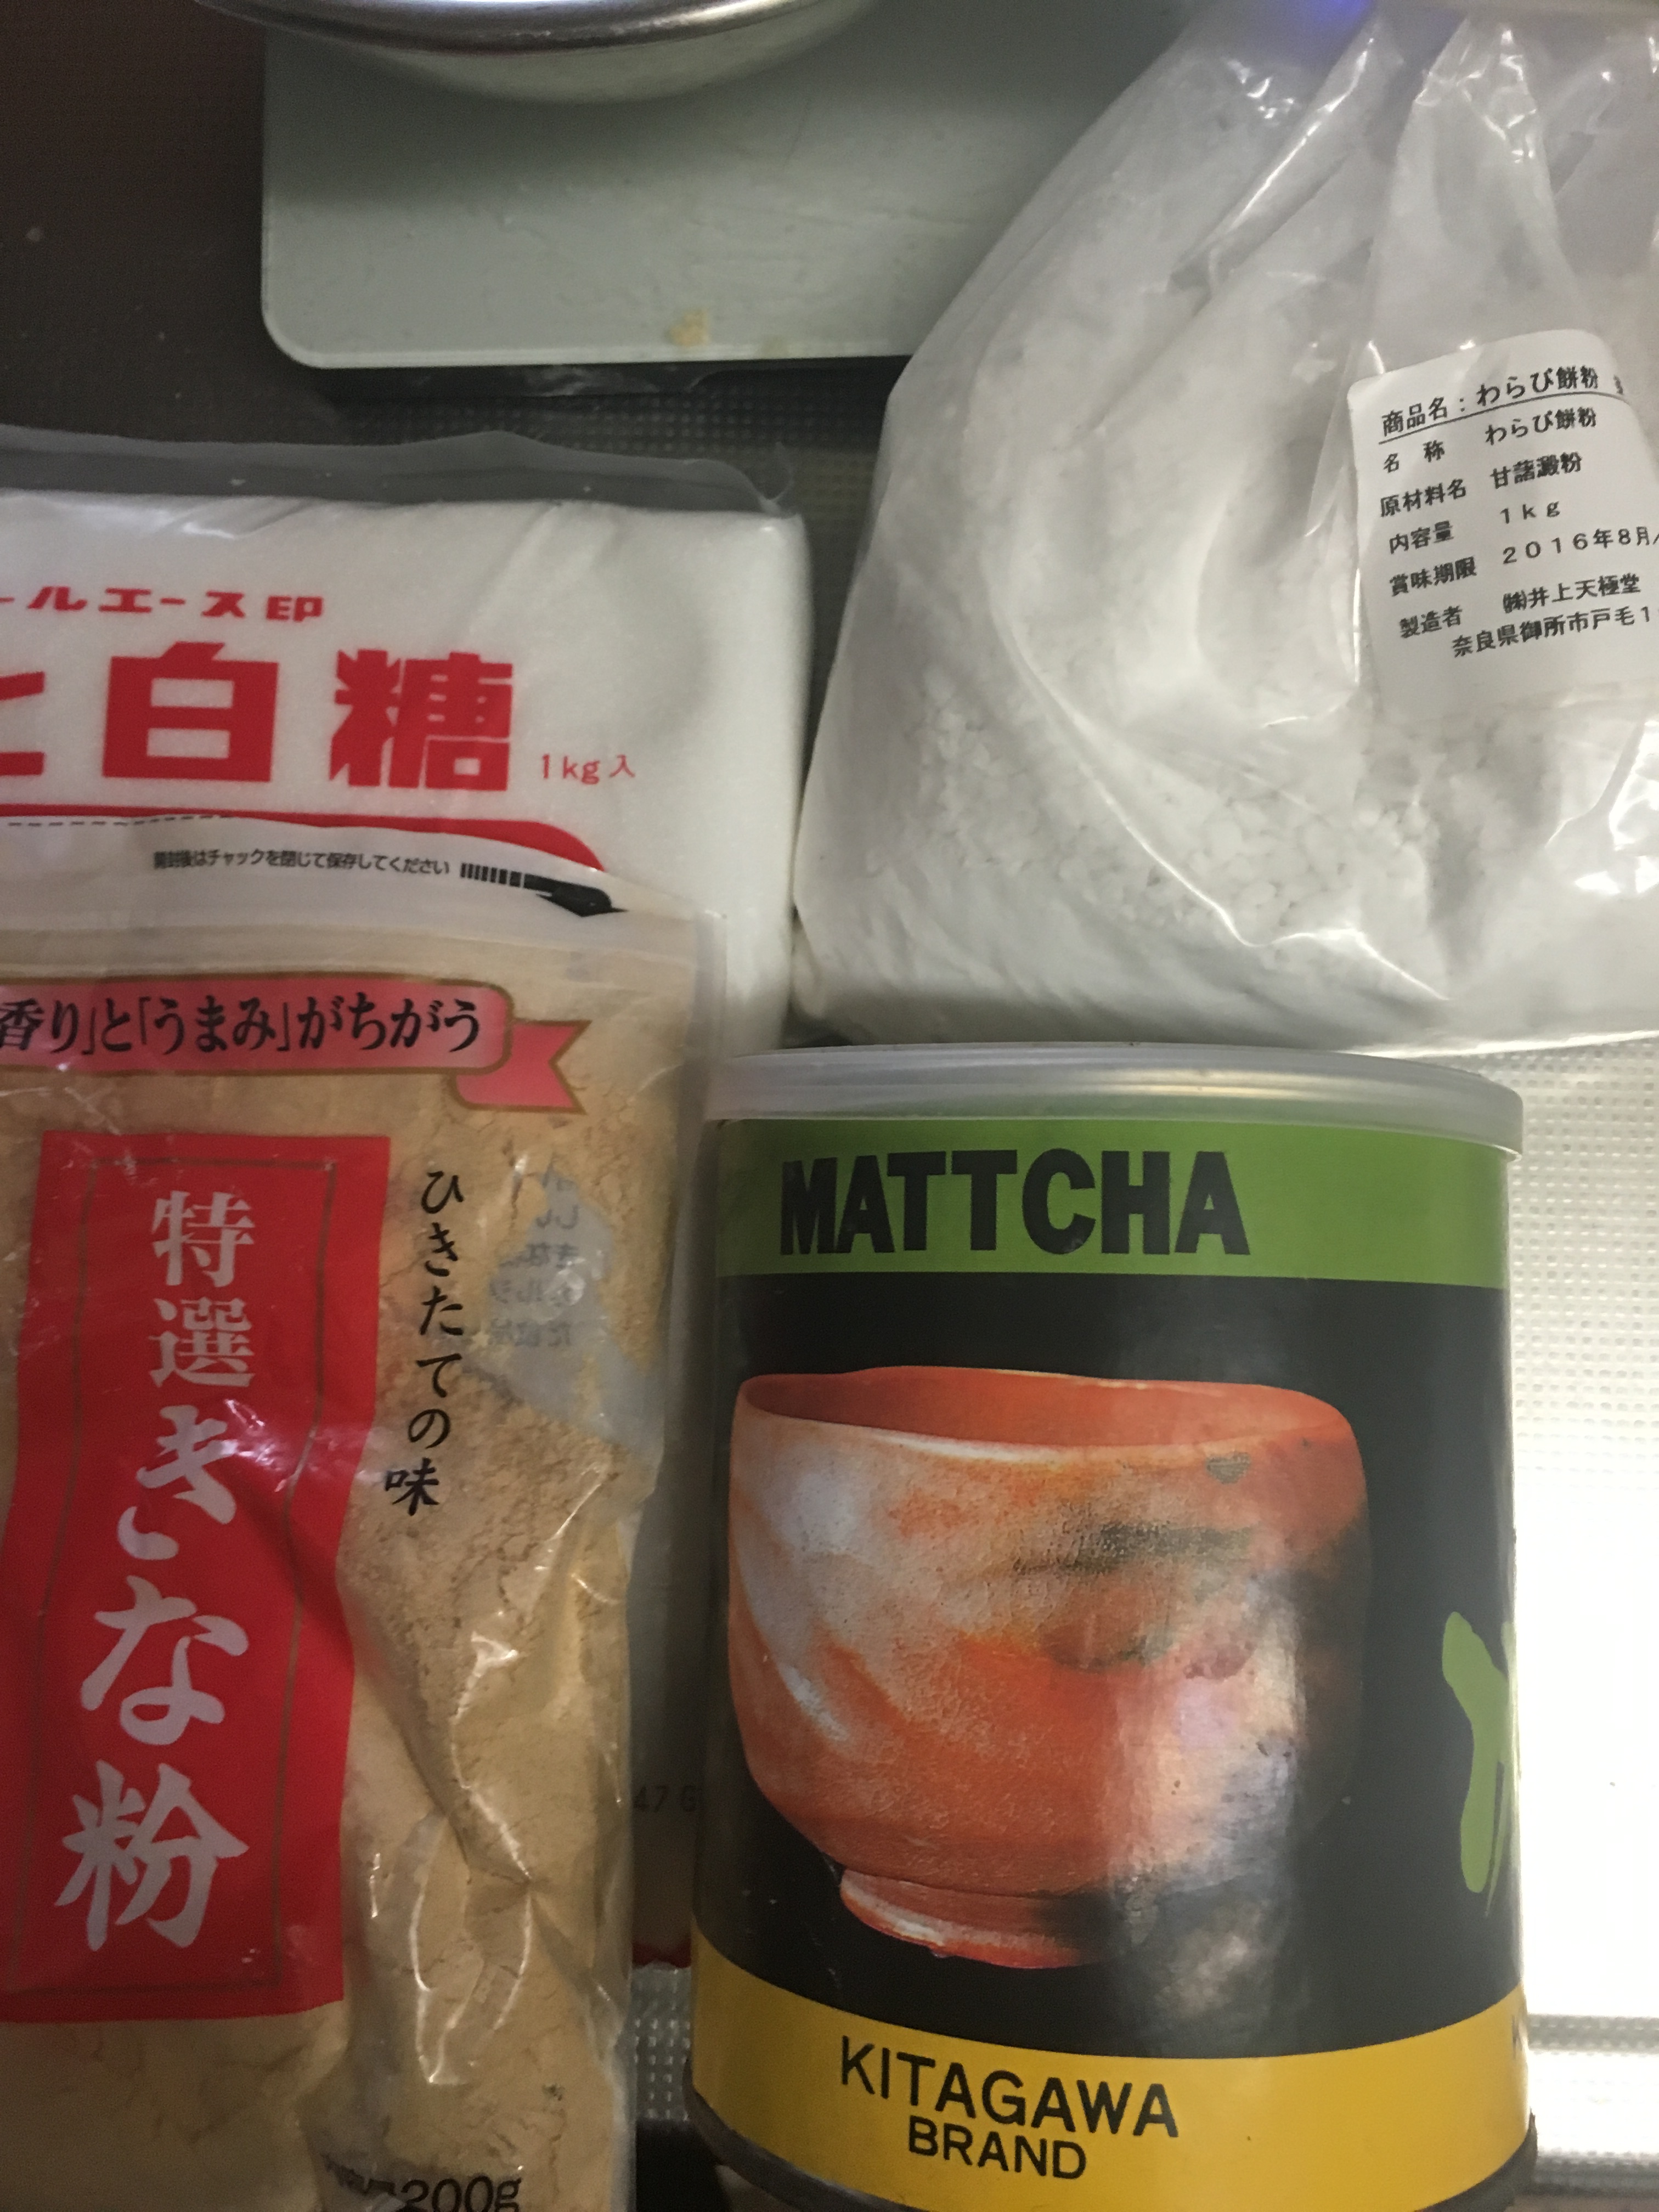 商品名：わらび餅粉
名称 わらび餅粉
原材料名 甘藷澱粉
内容量 1kg
賞味期限 2016年8月
製造者 ㈱井上天極堂
奈良県御所市戸毛1
ールエース印
上白糖
1kg入
開封後はチャックを閉じて保存してください
香り」と「うまみ」がちがう
特選きな粉
ひきたての味
200g
MATTCHA
KITAGAWA
BRAND